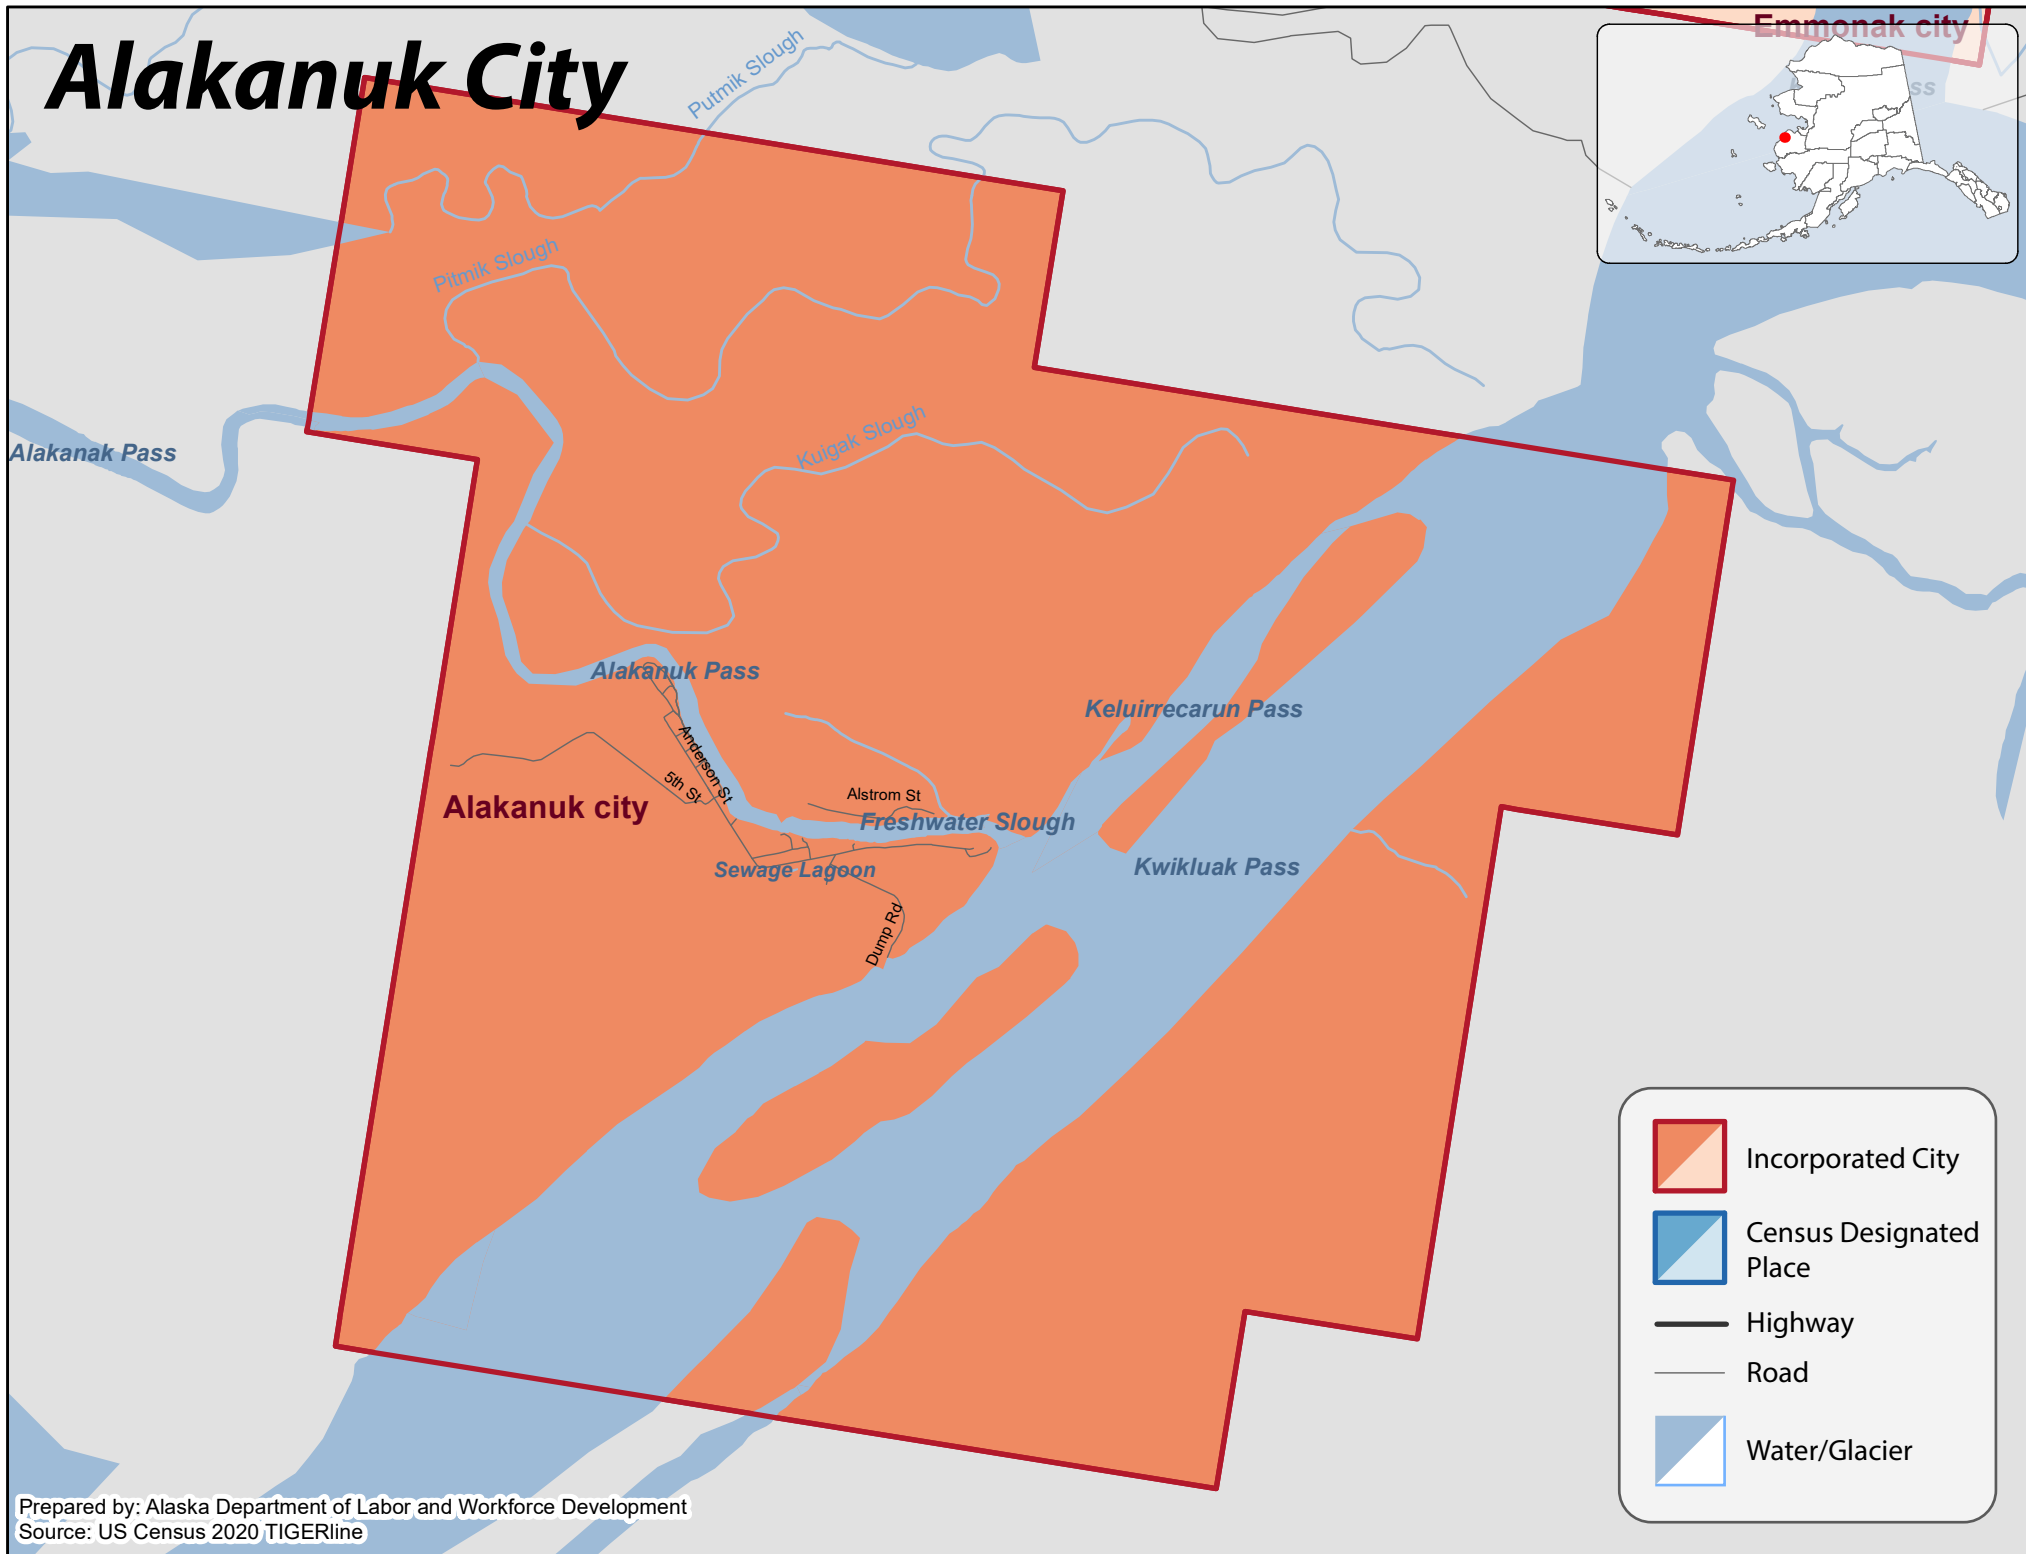 Alakanuk City
Emmonak city
ss
Putmik Slough
Pitmik Slough
Kuigak Slough
Alakanak Pass
Alakanuk Pass
Keluirrecarun Pass
Anderson St
5th St
Alstrom St
Alakanuk city
Freshwater Slough
Sewage Lagoon
Kwikluak Pass
Dump Rd
Incorporated City
Census Designated
Place
Highway
Road
Water/Glacier
Prepared by: Alaska Department of Labor and Workforce Development
Source: US Census 2020 TIGERline